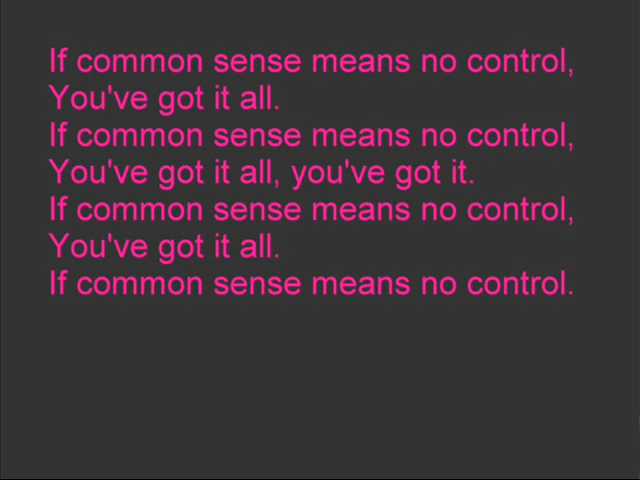 If common sense means no control,
You've got it all.
If common sense means no control,
You've got it all, you've got it.
If common sense means no control,
You've got it all.
If common sense means no control.